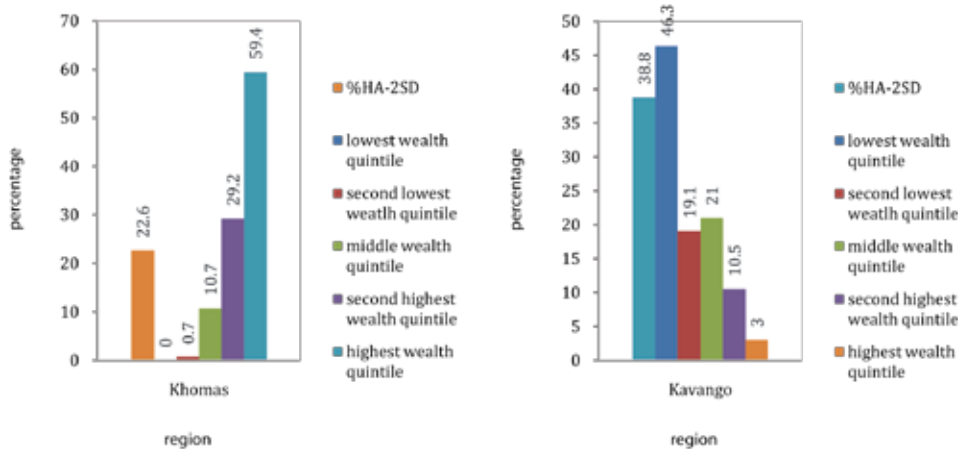 70
60
50
40
30
20
10
0
percentage
22.6
0
0.7
10.7
29.2
59.4
Khomas
region
%HA-2SD
lowest wealth
quintile
second lowest
weatlh quintile
middle wealth
quintile
second highest
wealth quintile
highest wealth
quintile
50
45
40
35
30
25
20
15
10
5
0
percentage
38.8
46.3
19.1
21
10.5
3
Kavango
region
%HA-2SD
lowest wealth
quintile
second lowest
weatlh quintile
middle wealth
quintile
second highest
wealth quintile
highest wealth
quintile